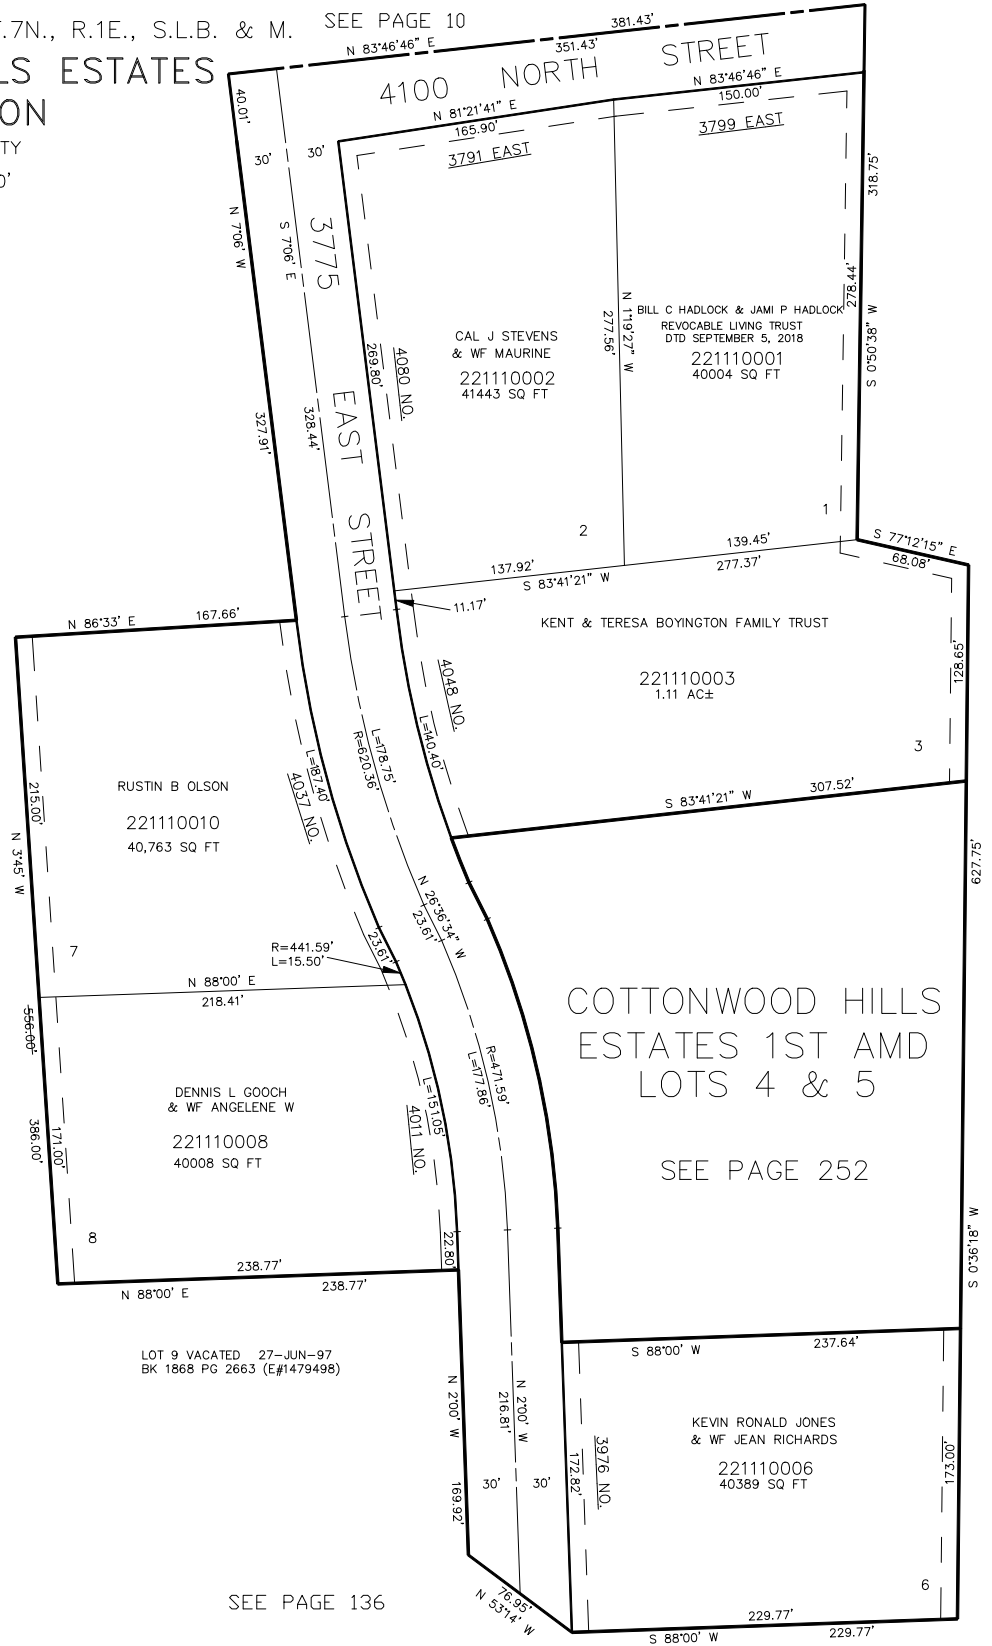 .7N., R.1E., S.L.B. & M.
SEE PAGE 10
LS ESTATES
ON
TY
0'
N 83°46'46" E
381.43'
351.43'
4100 NORTH STREET
N 81°21'41" E
165.90'
3791 EAST
N 83°46'46" E
150.00'
3799 EAST
40.01'
30'
30'
N 7°06' W
S 7°06' E
3775 EAST STREET
327.91'
328.44'
269.80'
4080 NO.
CAL J STEVENS
& WF MAURINE
221110002
41443 SQ FT
2
N 1°19'27" W
277.56'
BILL C HADLOCK & JAMI P HADLOCK
REVOCABLE LIVING TRUST
DTD SEPTEMBER 5, 2018
221110001
40004 SQ FT
1
318.75'
278.44'
S 0°50'38" W
137.92'
139.45'
S 83°41'21" W
277.37'
S 77°12'15" E
68.08'
11.17'
KENT & TERESA BOYINGTON FAMILY TRUST
221110003
1.11 AC±
3
4048 NO.
L=140.40'
128.65'
S 83°41'21" W
307.52'
N 86°33' E
167.66'
L=178.75'
R=620.36'
L=187.40'
4037 NO.
RUSTIN B OLSON
221110010
40,763 SQ FT
7
215.00'
N 3°45' W
N 26°36'34" W
23.61'
23.61'
R=441.59'
L=15.50'
N 88°00' E
218.41'
556.00'
386.00'
171.00'
DENNIS L GOOCH
& WF ANGELENE W
221110008
40008 SQ FT
8
L=151.05'
4011 NO.
R=471.59'
L=177.86'
22.80'
238.77'
N 88°00' E
238.77'
627.75'
COTTONWOOD HILLS
ESTATES 1ST AMD
LOTS 4 & 5
SEE PAGE 252
S 0°36'18" W
LOT 9 VACATED 27-JUN-97
BK 1868 PG 2663 (E#1479498)
S 88°00' W
237.64'
N 2°00' W
169.92'
N 2°00' W
216.81'
30'
30'
172.82'
3976 NO.
KEVIN RONALD JONES
& WF JEAN RICHARDS
221110006
40389 SQ FT
173.00'
6
76.95'
N 53°14' W
229.77'
S 88°00' W
229.77'
SEE PAGE 136